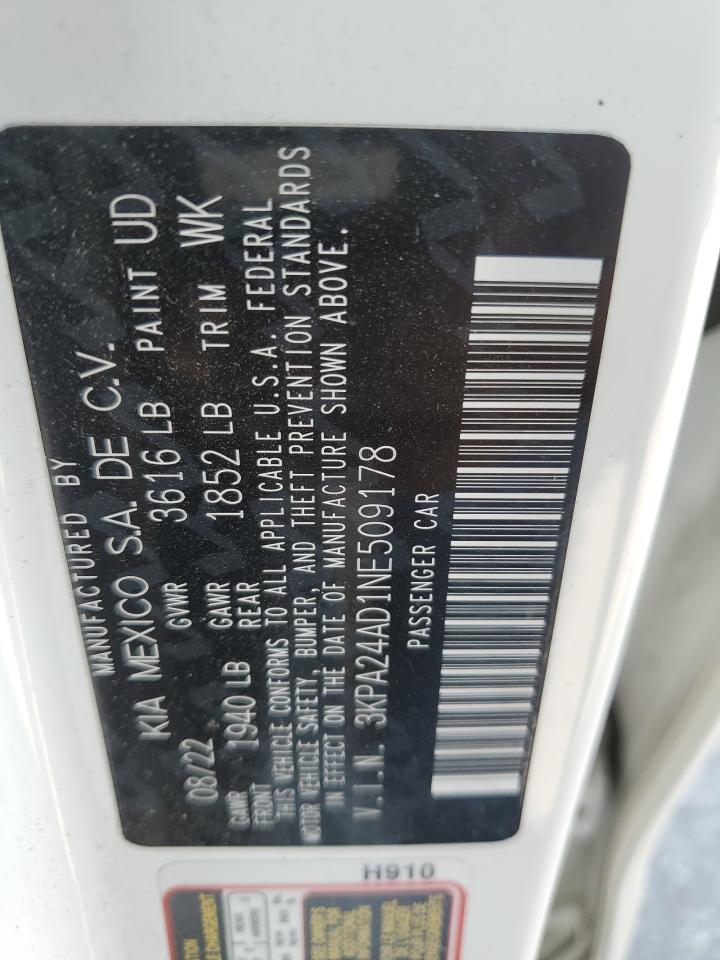 MANUFACTURED BY
KIA MEXICO S.A. DE C.V.
08/22 GVWR 3616 LB PAINT UD
GAWR FRONT 1940 LB GAWR REAR 1852 LB TRIM WK
THIS VEHICLE CONFORMS TO ALL APPLICABLE U.S.A. FEDERAL
MOTOR VEHICLE SAFETY, BUMPER, AND THEFT PREVENTION STANDARDS
IN EFFECT ON THE DATE OF MANUFACTURE SHOWN ABOVE.
V.I.N. 3KPA24AD1NE509178
PASSENGER CAR
H910